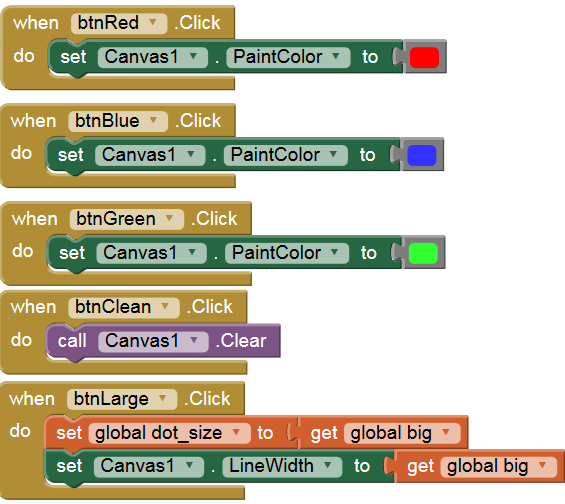 when btnRed .Click
do set Canvas1 . PaintColor to
when btnBlue .Click
do set Canvas1 . PaintColor to
when btnGreen .Click
do set Canvas1 . PaintColor to
when btnClean .Click
do call Canvas1 .Clear
when btnLarge .Click
do set global dot_size to get global big
set Canvas1 . LineWidth to get global big